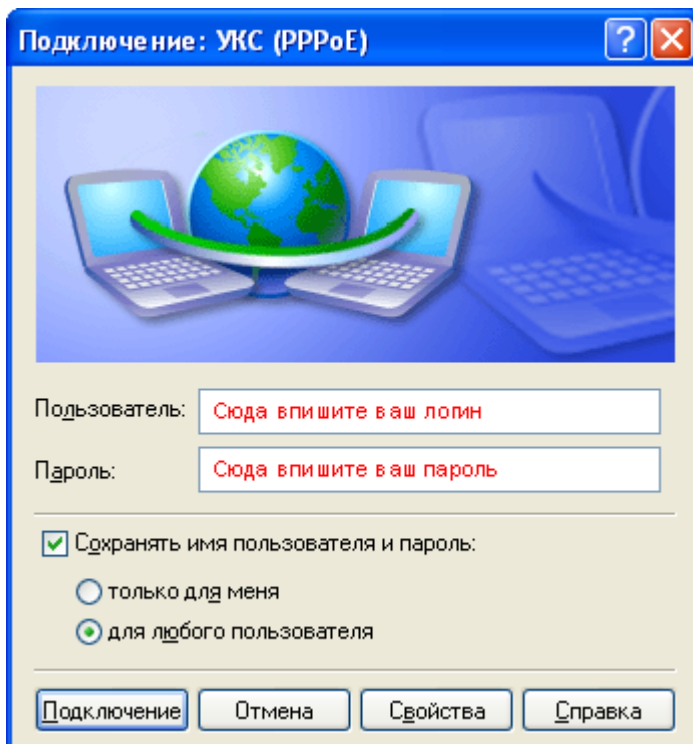 Подключение: УКС (PPPoE)
Пользователь: Сюда впишите ваш логин
Пароль: Сюда впишите ваш пароль
Сохранять имя пользователя и пароль:
только для меня
для любого пользователя
Подключение Отмена Свойства Справка